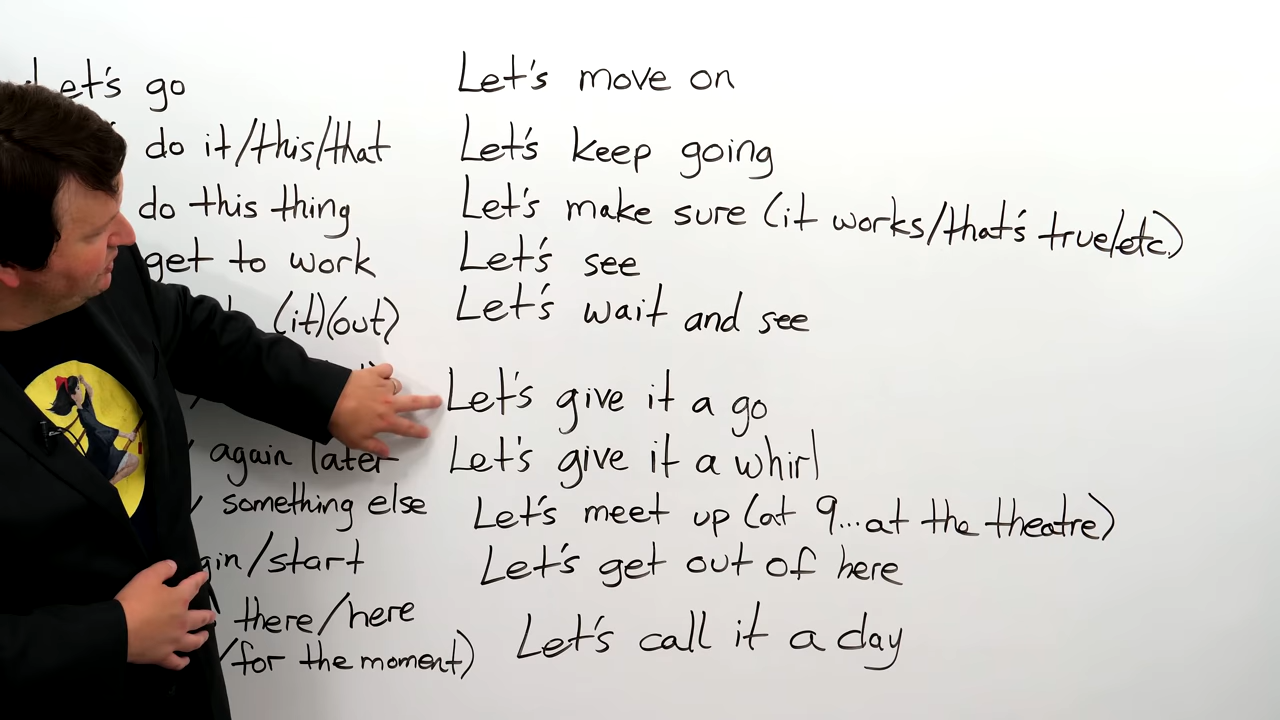 Let's go
do it/this/that
do this thing
get to work
(it)(out)
again later
something else
/start
there/here
/for the moment)
Let's move on
Let's keep going
Let's make sure (it works/that's true/etc.)
Let's see
Let's wait and see
Let's give it a go
Let's give it a whirl
Let's meet up (at 9...at the theatre)
Let's get out of here
Let's call it a day